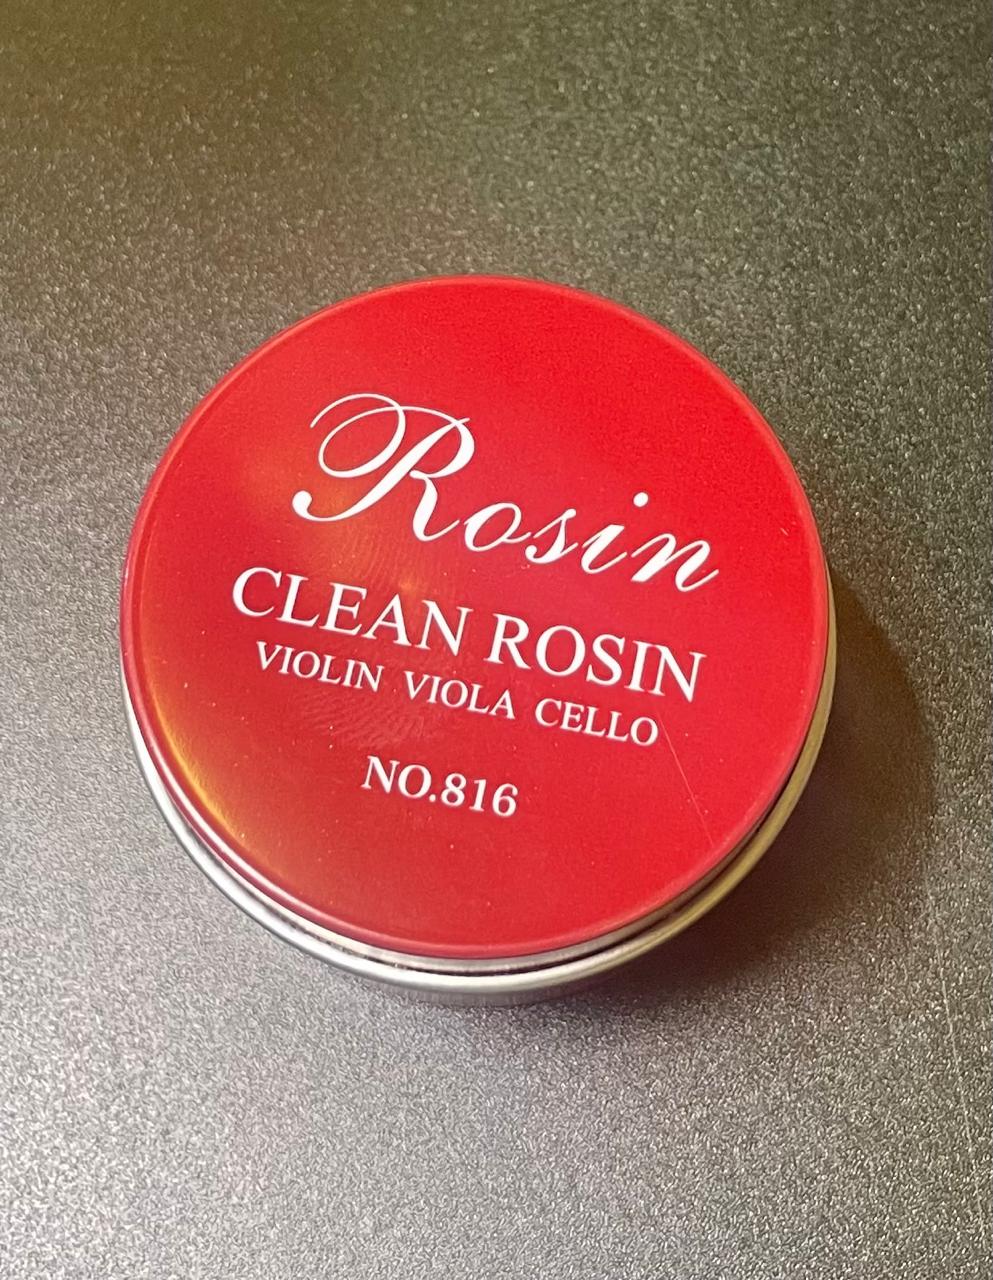 Rosin
CLEAN ROSIN
VIOLIN VIOLA CELLO
NO.816